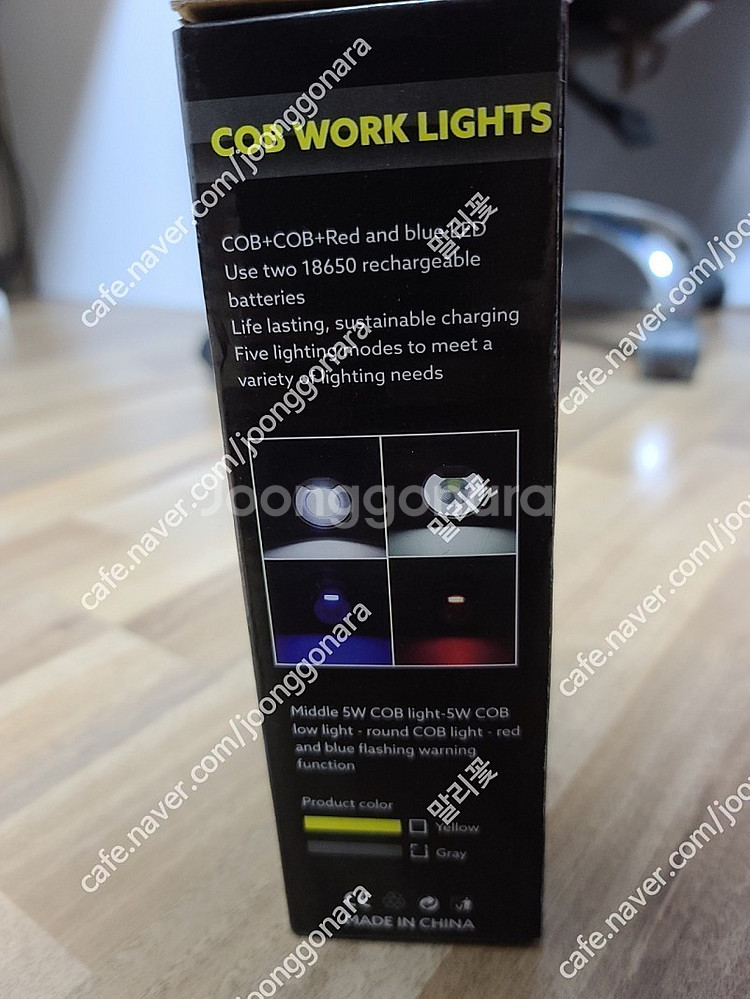 COB WORK LIGHTS
COB+COB+Red and blue LED
Use two 18650 rechargeable
batteries
Life lasting, sustainable charging
Five lighting modes to meet a
variety of lighting needs
Joonggonara
Middle 5W COB light-5W COB
low light - round COB light - red
and blue flashing warning
function
Product color
Yellow
Gray
CE
MADE IN CHINA
cafe.naver.com/joonggonara
말리꽃
cafe.naver.com/joonggonara
말리꽃
cafe.naver.com/joonggonara
말리꽃
cafe.naver.com/joo
cafe.naver.com/joo
cafe.naver.com/joo